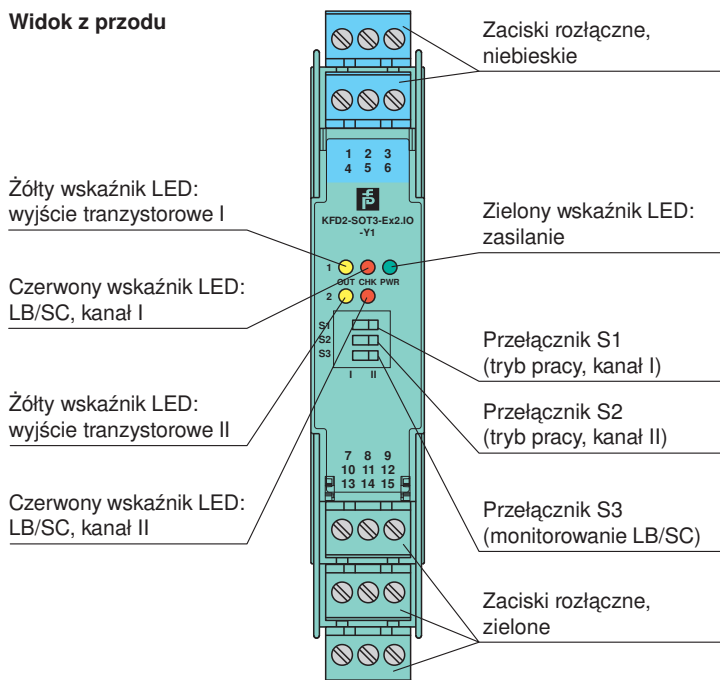 Widok z przodu
Zaciski rozłączne,
niebieskie
1 2 3
4 5 6
KFD2-SOT3-Ex2.IO
-Y1
Żółty wskaźnik LED:
wyjście tranzystorowe I
Zielony wskaźnik LED:
zasilanie
1
OUT CHK PWR
2
Czerwony wskaźnik LED:
LB/SC, kanał I
S1
S2
S3
I II
Przełącznik S1
(tryb pracy, kanał I)
Żółty wskaźnik LED:
wyjście tranzystorowe II
Przełącznik S2
(tryb pracy, kanał II)
7 8 9
10 11 12
13 14 15
Czerwony wskaźnik LED:
LB/SC, kanał II
Przełącznik S3
(monitorowanie LB/SC)
Zaciski rozłączne,
zielone